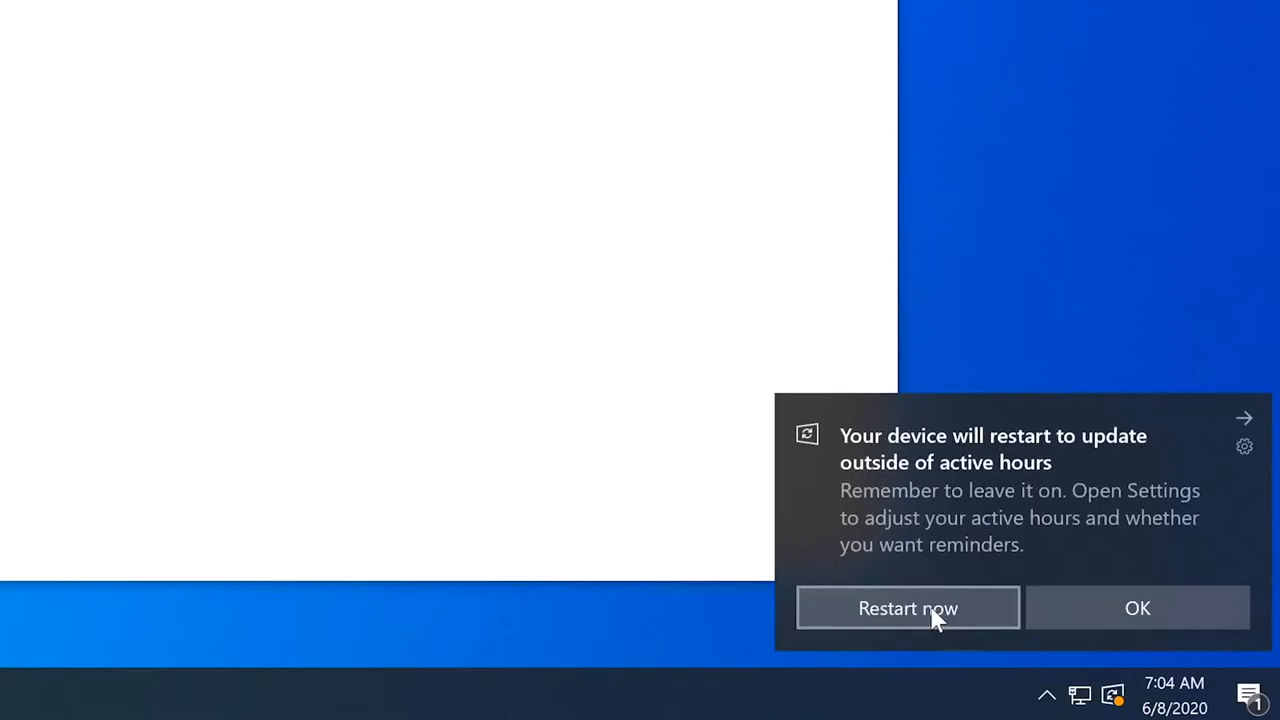 Your device will restart to update
outside of active hours
Remember to leave it on. Open Settings
to adjust your active hours and whether
you want reminders.
Restart now
OK
7:04 AM
6/8/2020
1